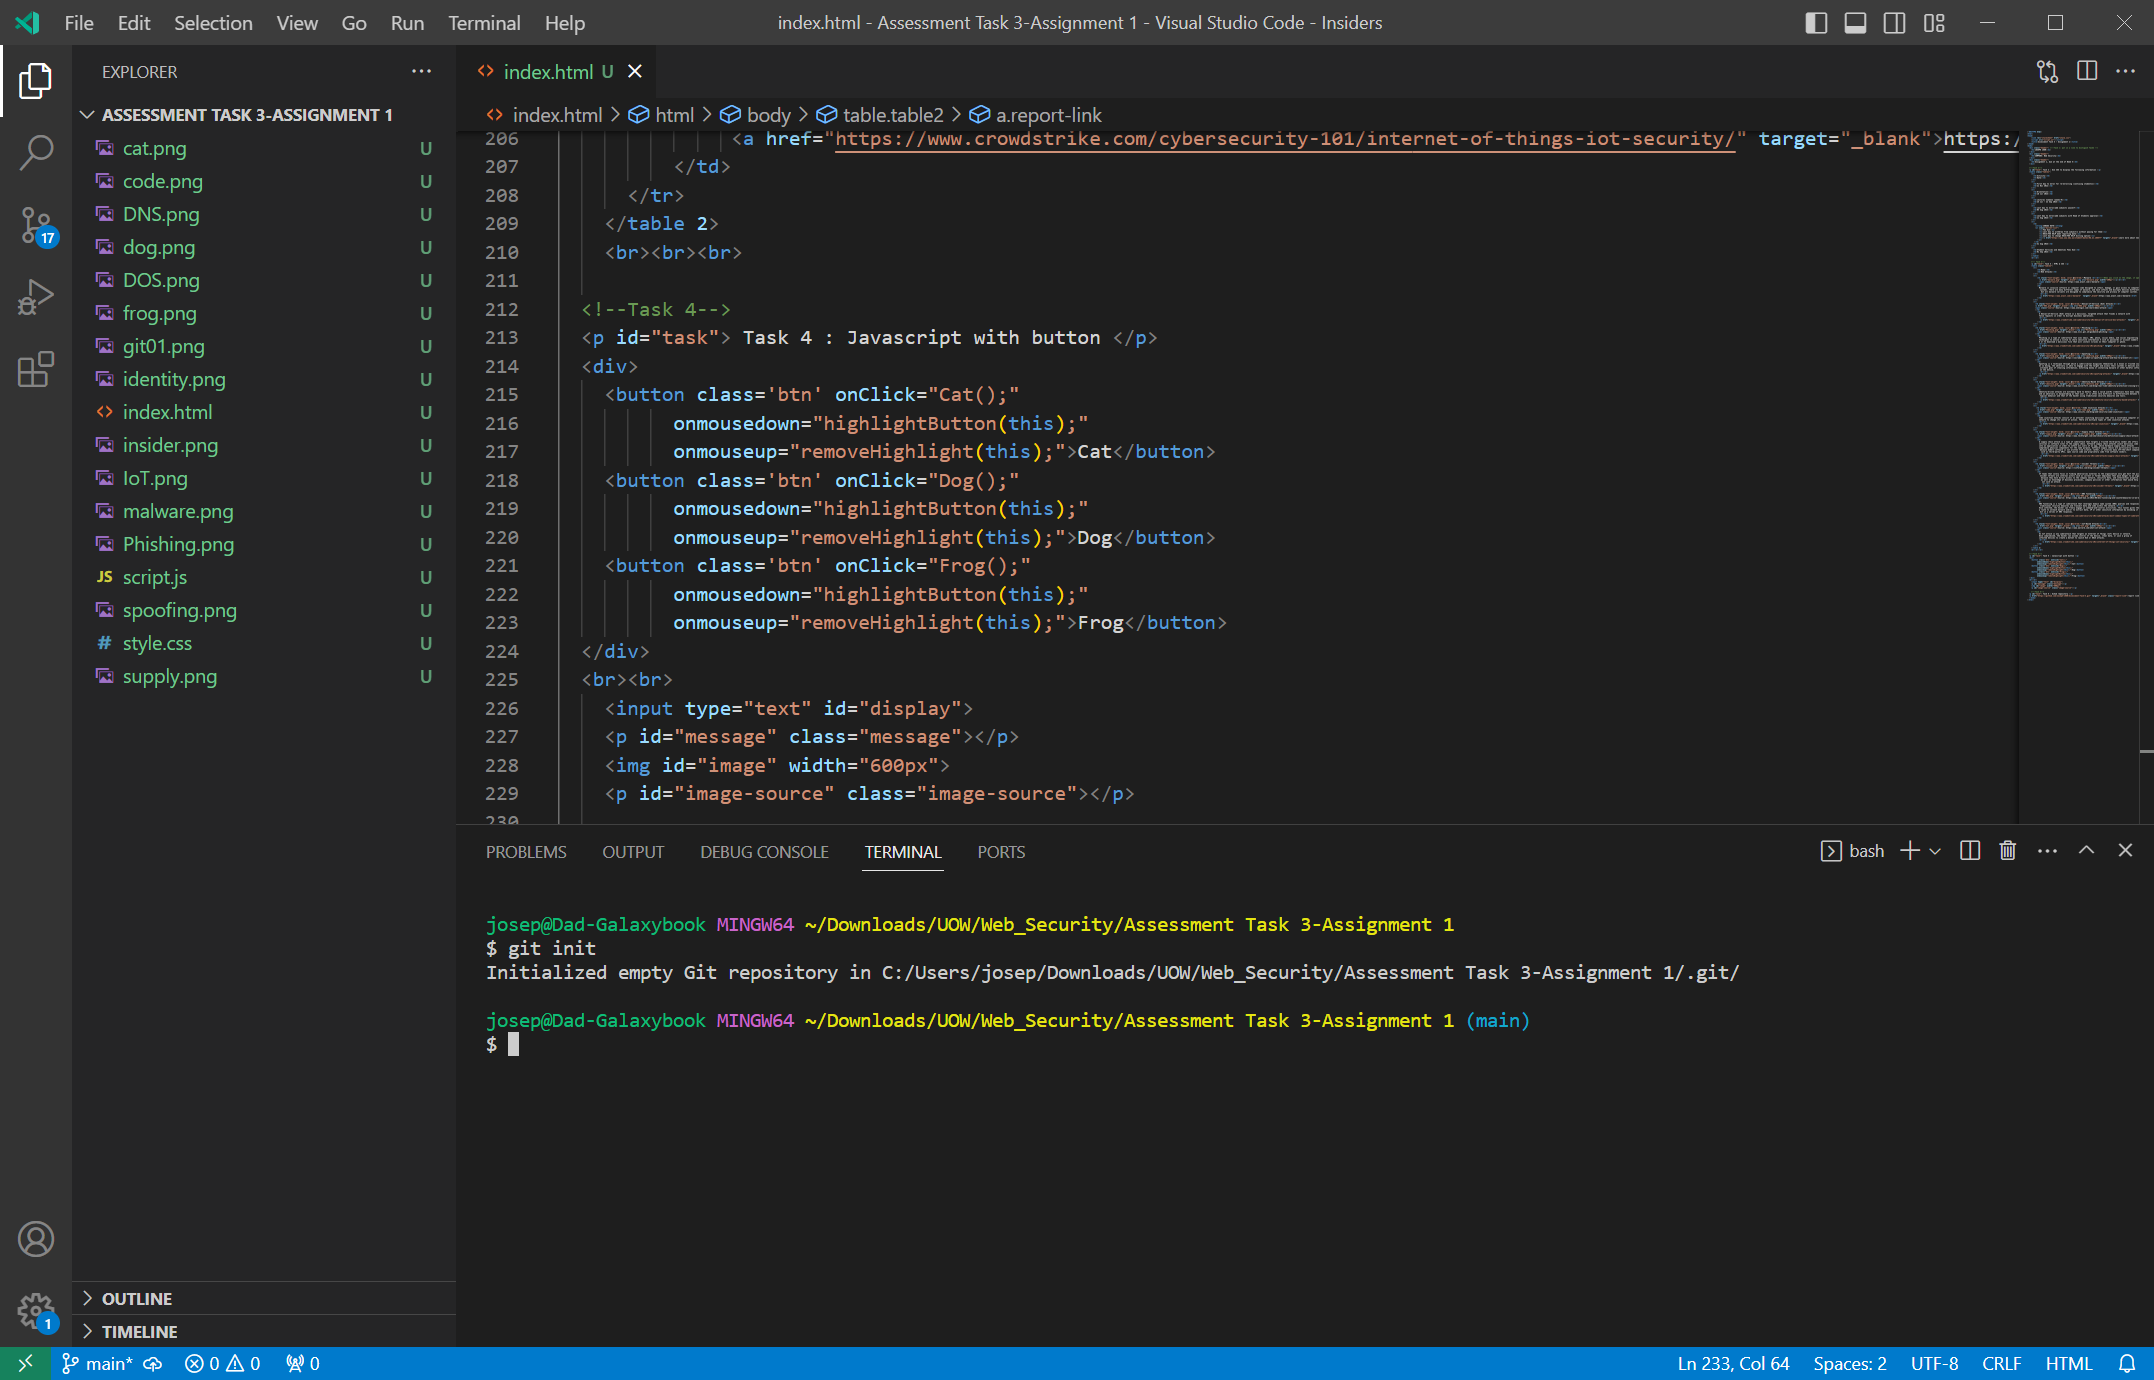 File Edit Selection View Go Run Terminal Help
index.html - Assessment Task 3-Assignment 1 - Visual Studio Code - Insiders
EXPLORER
ASSESSMENT TASK 3-ASSIGNMENT 1
cat.png U
code.png U
DNS.png U
dog.png U
DOS.png U
frog.png U
git01.png U
identity.png U
index.html U
insider.png U
IoT.png U
malware.png U
Phishing.png U
JS script.js U
spoofing.png U
# style.css U
supply.png U
OUTLINE
TIMELINE
17
1
index.html U
index.html > html > body > table.table2 > a.report-link
206 <a href="https://www.crowdstrike.com/cybersecurity-101/internet-of-things-iot-security/" target="_blank">https:/
207 </td>
208 </tr>
209 </table 2>
210 <br><br><br>
211
212 <!--Task 4-->
213 <p id="task"> Task 4 : Javascript with button </p>
214 <div>
215 <button class='btn' onClick="Cat();"
216 onmousedown="highlightButton(this);"
217 onmouseup="removeHighlight(this);">Cat</button>
218 <button class='btn' onClick="Dog();"
219 onmousedown="highlightButton(this);"
220 onmouseup="removeHighlight(this);">Dog</button>
221 <button class='btn' onClick="Frog();"
222 onmousedown="highlightButton(this);"
223 onmouseup="removeHighlight(this);">Frog</button>
224 </div>
225 <br><br>
226 <input type="text" id="display">
227 <p id="message" class="message"></p>
228 <img id="image" width="600px">
229 <p id="image-source" class="image-source"></p>
230
PROBLEMS OUTPUT DEBUG CONSOLE TERMINAL PORTS
bash
josep@Dad-Galaxybook MINGW64 ~/Downloads/UOW/Web_Security/Assessment Task 3-Assignment 1
$ git init
Initialized empty Git repository in C:/Users/josep/Downloads/UOW/Web_Security/Assessment Task 3-Assignment 1/.git/
josep@Dad-Galaxybook MINGW64 ~/Downloads/UOW/Web_Security/Assessment Task 3-Assignment 1 (main)
$
main* 0 0 0
Ln 233, Col 64 Spaces: 2 UTF-8 CRLF HTML